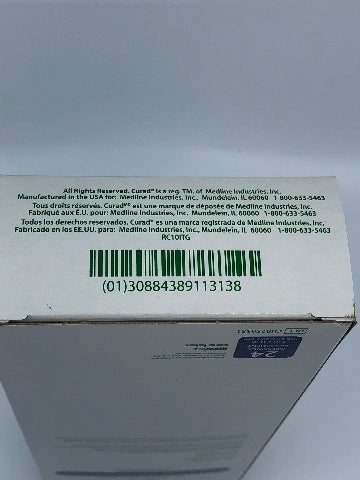 All Rights Reserved. Curad® is a reg. TM. of Medline Industries, Inc.
Manufactured in the USA for: Medline Industries, Inc. Mundelein, IL 60060 1-800-633-5463
Tous droits réservés. Curad® est une marque de déposée de Medline Industries, Inc.
Fabriqué aux É.U. pour: Medline Industries, Inc. Mundelein, IL 60060 1-800-633-5463
Todos los derechos reservados. Curad® es una marca registrada de Medline Industries, Inc.
Fabricado en los EE.UU. para: Medline Industries, Inc., Mundelein, IL 60060 1-800-633-5463
RC10ITG
(01)30884389113138
24